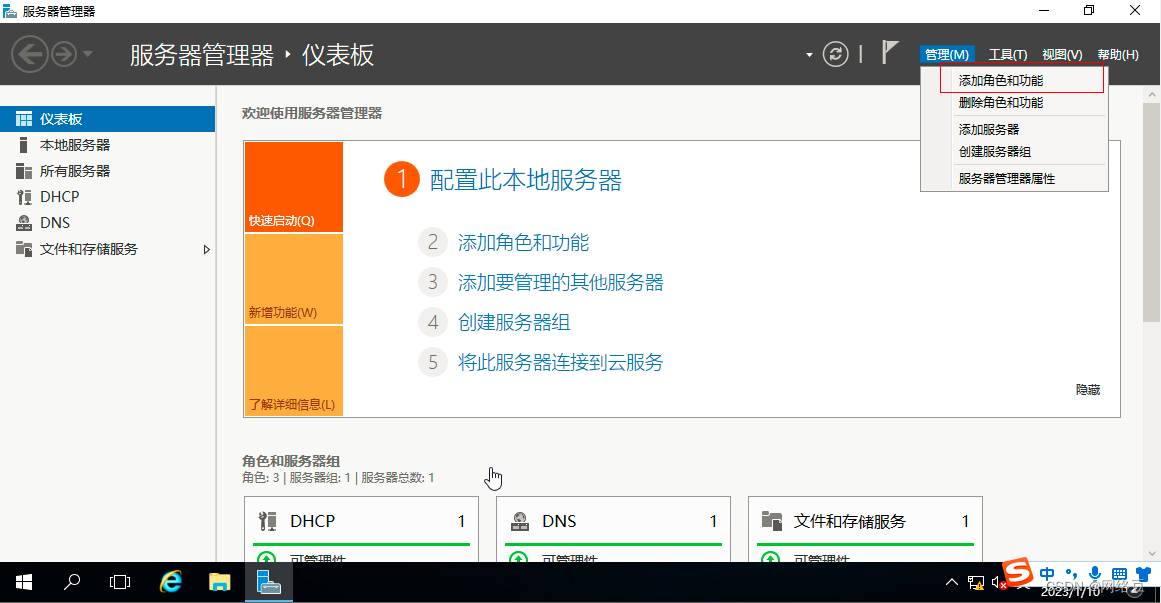 服务器管理器
服务器管理器 · 仪表板
管理(M) 工具(T) 视图(V) 帮助(H)
添加角色和功能
删除角色和功能
添加服务器
创建服务器组
服务器管理器属性
仪表板
本地服务器
所有服务器
DHCP
DNS
文件和存储服务
欢迎使用服务器管理器
快速启动(Q)
新增功能(W)
了解详细信息(L)
1 配置此本地服务器
2 添加角色和功能
3 添加要管理的其他服务器
4 创建服务器组
5 将此服务器连接到云服务
隐藏
角色和服务器组
角色: 3 | 服务器组: 1 | 服务器总数: 1
DHCP 1
可管理性
DNS 1
可管理性
文件和存储服务 1
可管理性
中
2023/1/10
2